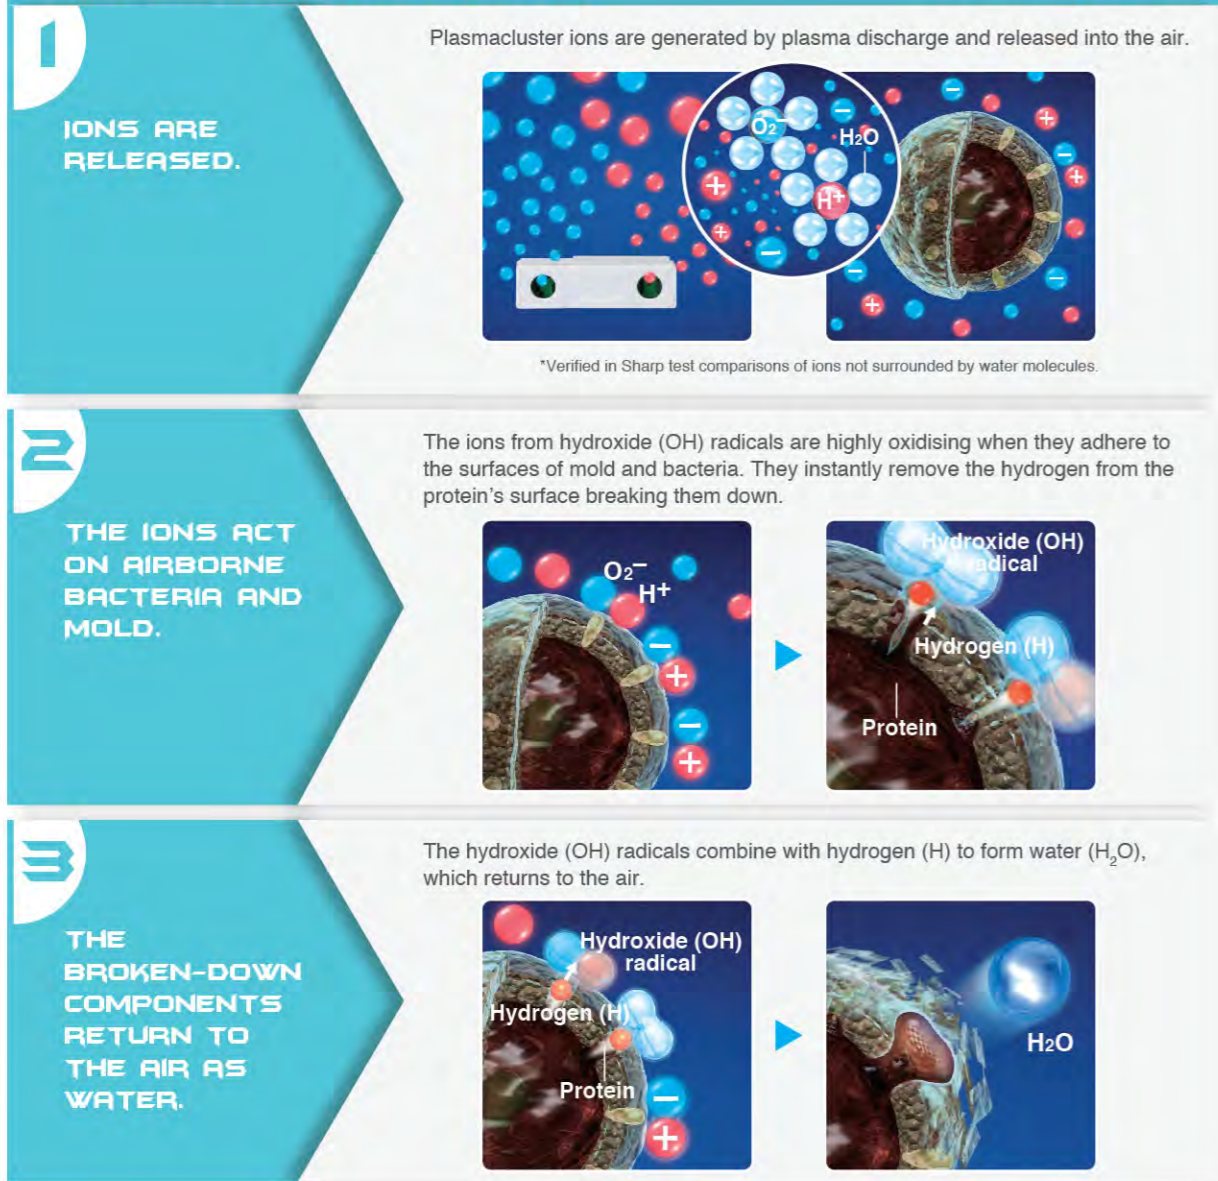 1
IONS ARE
RELEASED.
Plasmacluster ions are generated by plasma discharge and released into the air.
O2−
−
H2O
+
H+
+
−
−
+
−
+
−
−
+
*Verified in Sharp test comparisons of ions not surrounded by water molecules.
2
THE IONS ACT
ON AIRBORNE
BACTERIA AND
MOLD.
The ions from hydroxide (OH) radicals are highly oxidising when they adhere to
the surfaces of mold and bacteria. They instantly remove the hydrogen from the
protein's surface breaking them down.
O2−
H+
−
+
−
+
Hydroxide (OH)
radical
Hydrogen (H)
Protein
3
THE
BROKEN-DOWN
COMPONENTS
RETURN TO
THE AIR AS
WATER.
The hydroxide (OH) radicals combine with hydrogen (H) to form water (H₂O),
which returns to the air.
Hydroxide (OH)
radical
Hydrogen (H)
Protein
−
+
H2O